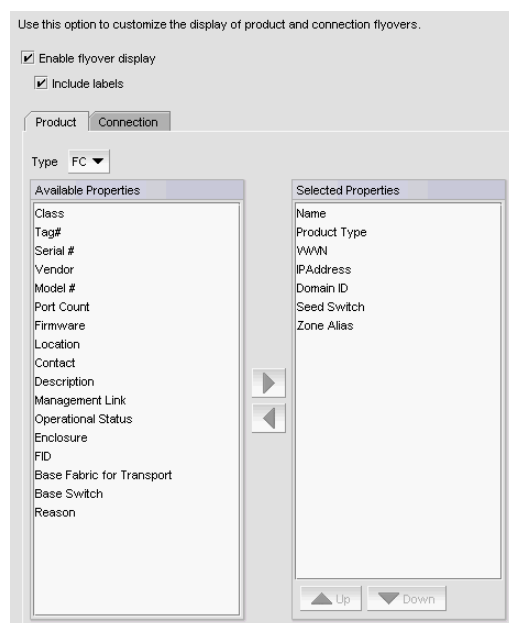 Use this option to customize the display of product and connection flyovers.
Enable flyover display
Include labels
Product
Connection
Type FC
Available Properties
Class
Tag#
Serial #
Vendor
Model #
Port Count
Firmware
Location
Contact
Description
Management Link
Operational Status
Enclosure
FID
Base Fabric for Transport
Base Switch
Reason
Selected Properties
Name
Product Type
WWN
IPAddress
Domain ID
Seed Switch
Zone Alias
Up
Down